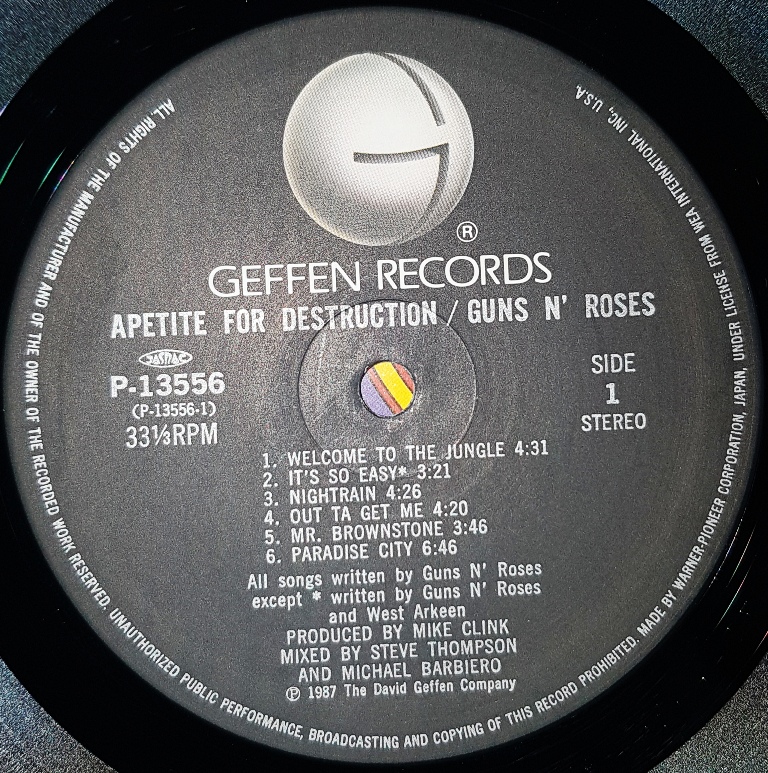 ®
GEFFEN RECORDS
APETITE FOR DESTRUCTION / GUNS N' ROSES
JASRAC
P-13556
(P-13556-1)
33⅓RPM
SIDE
1
STEREO
1. WELCOME TO THE JUNGLE 4:31
2. IT'S SO EASY* 3:21
3. NIGHTRAIN 4:26
4. OUT TA GET ME 4:20
5. MR. BROWNSTONE 3:46
6. PARADISE CITY 6:46
All songs written by Guns N' Roses
except * written by Guns N' Roses
and West Arkeen
PRODUCED BY MIKE CLINK
MIXED BY STEVE THOMPSON
AND MICHAEL BARBIERO
℗ 1987 The David Geffen Company
ALL RIGHTS OF THE MANUFACTURER AND OF THE OWNER OF THE RECORDED WORK RESERVED. UNAUTHORIZED PUBLIC PERFORMANCE, BROADCASTING AND COPYING OF THIS RECORD PROHIBITED. MADE BY WARNER-PIONEER CORPORATION, JAPAN, UNDER LICENSE FROM WEA INTERNATIONAL INC., U.S.A.